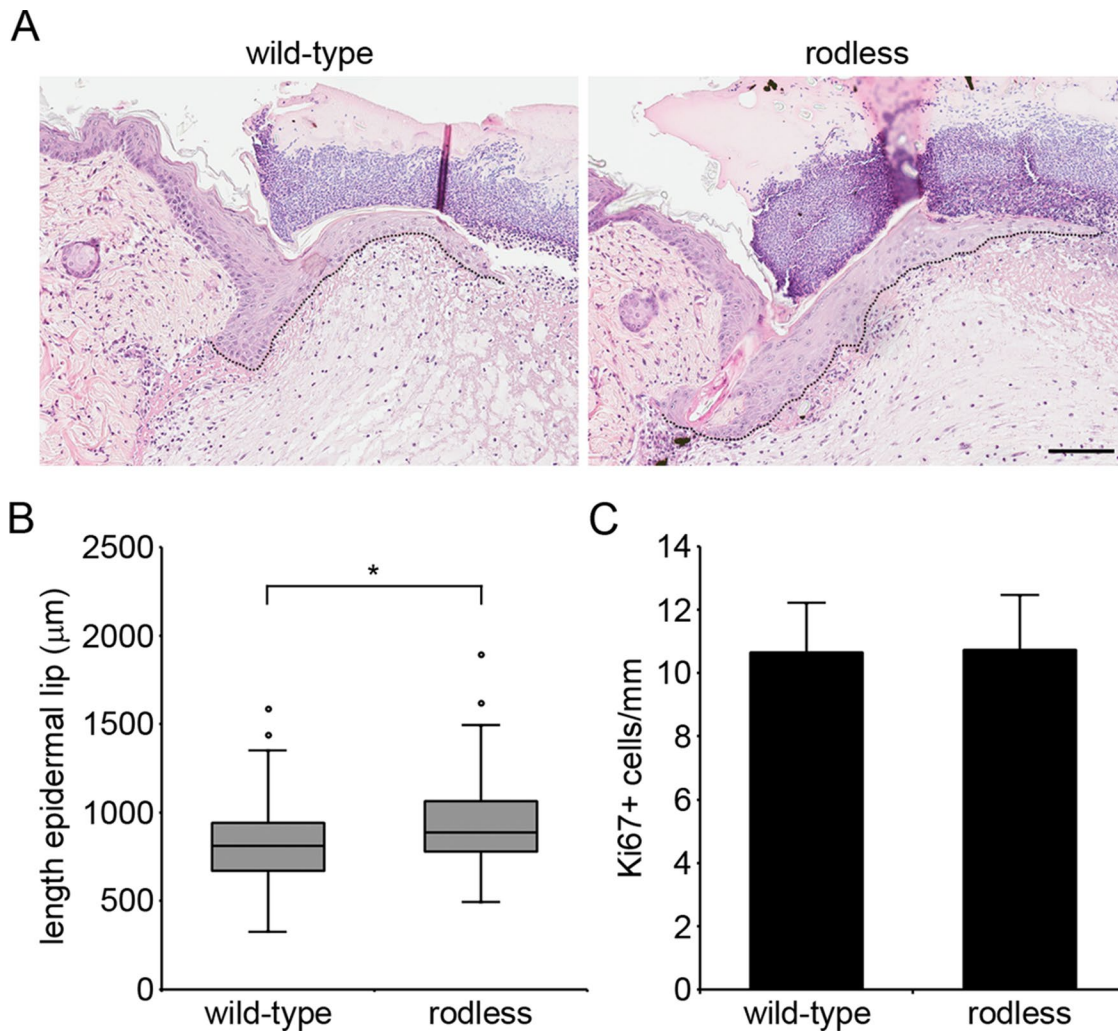 A
wild-type
rodless
B
length epidermal lip (μm)
2500
2000
1500
1000
500
0
*
wild-type
rodless
C
Ki67+ cells/mm
14
12
10
8
6
4
2
0
wild-type
rodless